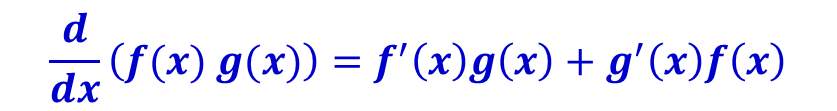 d/dx (f(x) g(x)) = f′(x)g(x) + g′(x)f(x)